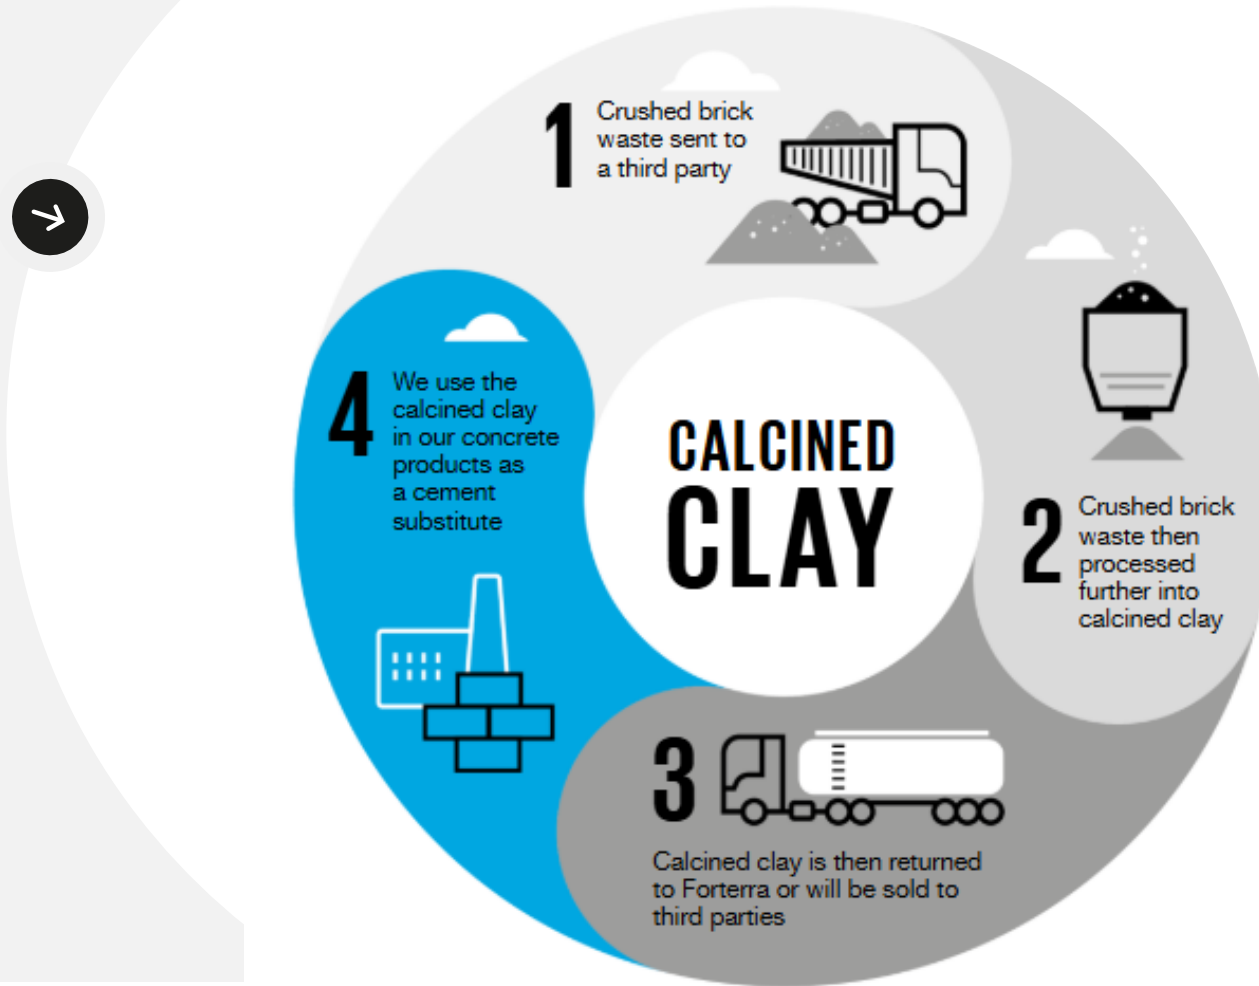 1
Crushed brick
waste sent to
a third party
2
Crushed brick
waste then
processed
further into
calcined clay
3
Calcined clay is then returned
to Forterra or will be sold to
third parties
4
We use the
calcined clay
in our concrete
products as
a cement
substitute
CALCINED
CLAY